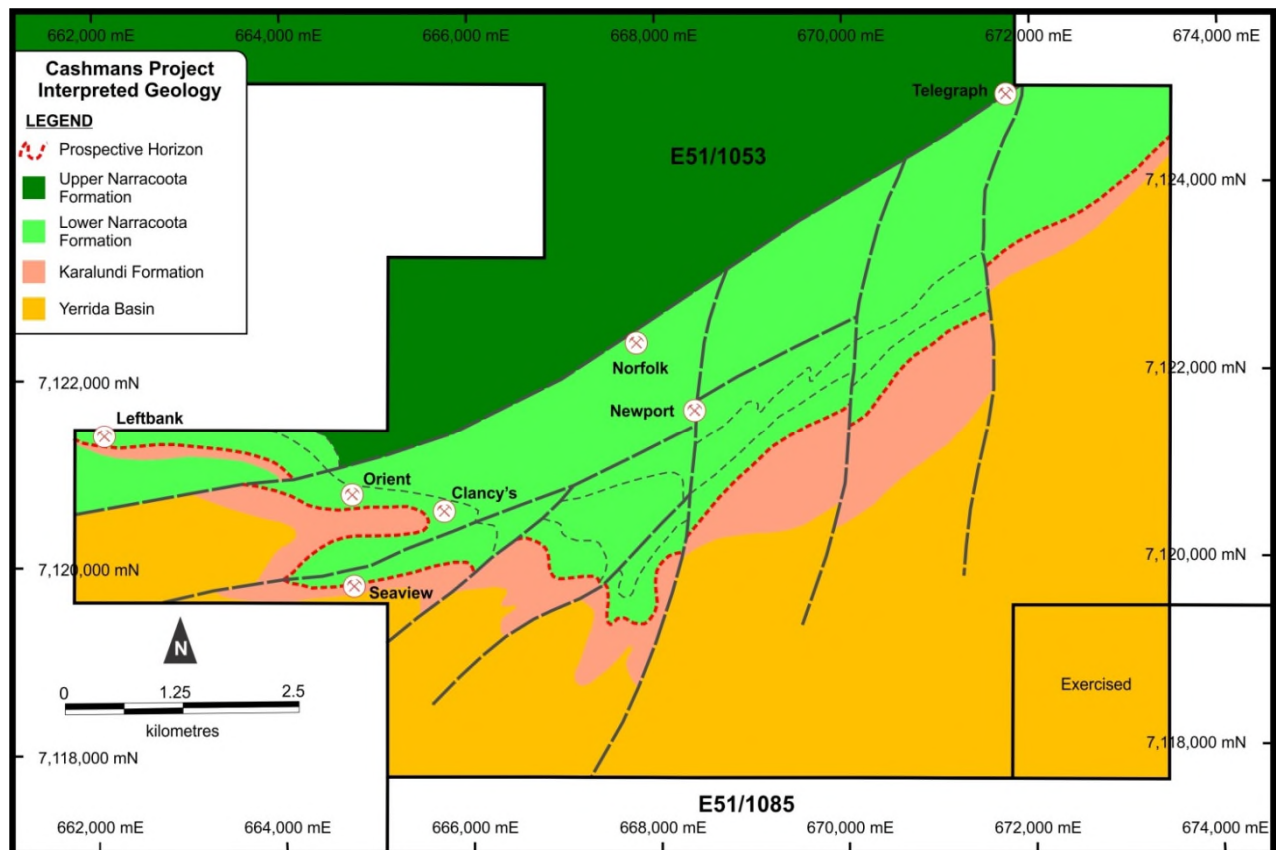 662,000 mE 664,000 mE 666,000 mE 668,000 mE 670,000 mE 672,000 mE 674,000 mE
Cashmans Project
Interpreted Geology
LEGEND
Prospective Horizon
Upper Narracoota
Formation
Lower Narracoota
Formation
Karalundi Formation
Yerrida Basin
Telegraph
E51/1053
7,124,000 mN
Norfolk
7,122,000 mN
7,122,000 mN
Newport
Leftbank
Orient
Clancy's
7,120,000 mN
7,120,000 mN
Seaview
N
0 1.25 2.5
kilometres
Exercised
7,118,000 mN
7,118,000 mN
E51/1085
662,000 mE 664,000 mE 666,000 mE 668,000 mE 670,000 mE 672,000 mE 674,000 mE